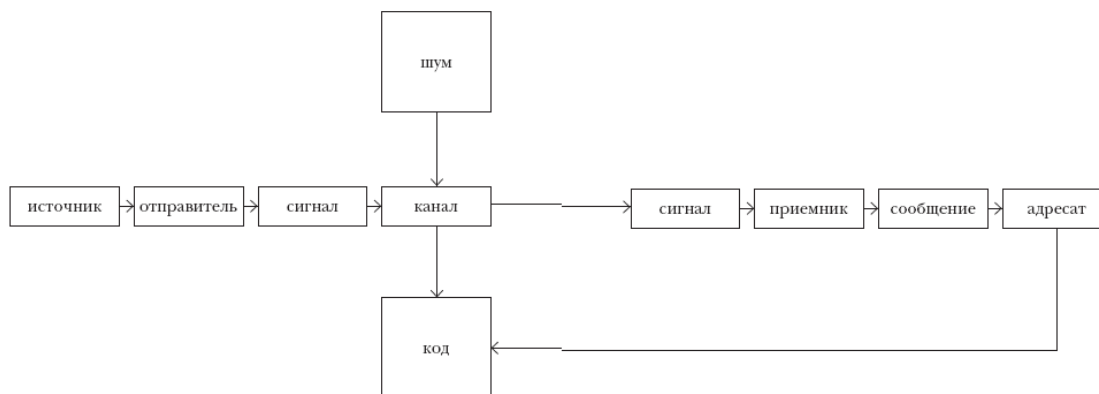 шум
источник
отправитель
сигнал
канал
сигнал
приемник
сообщение
адресат
код